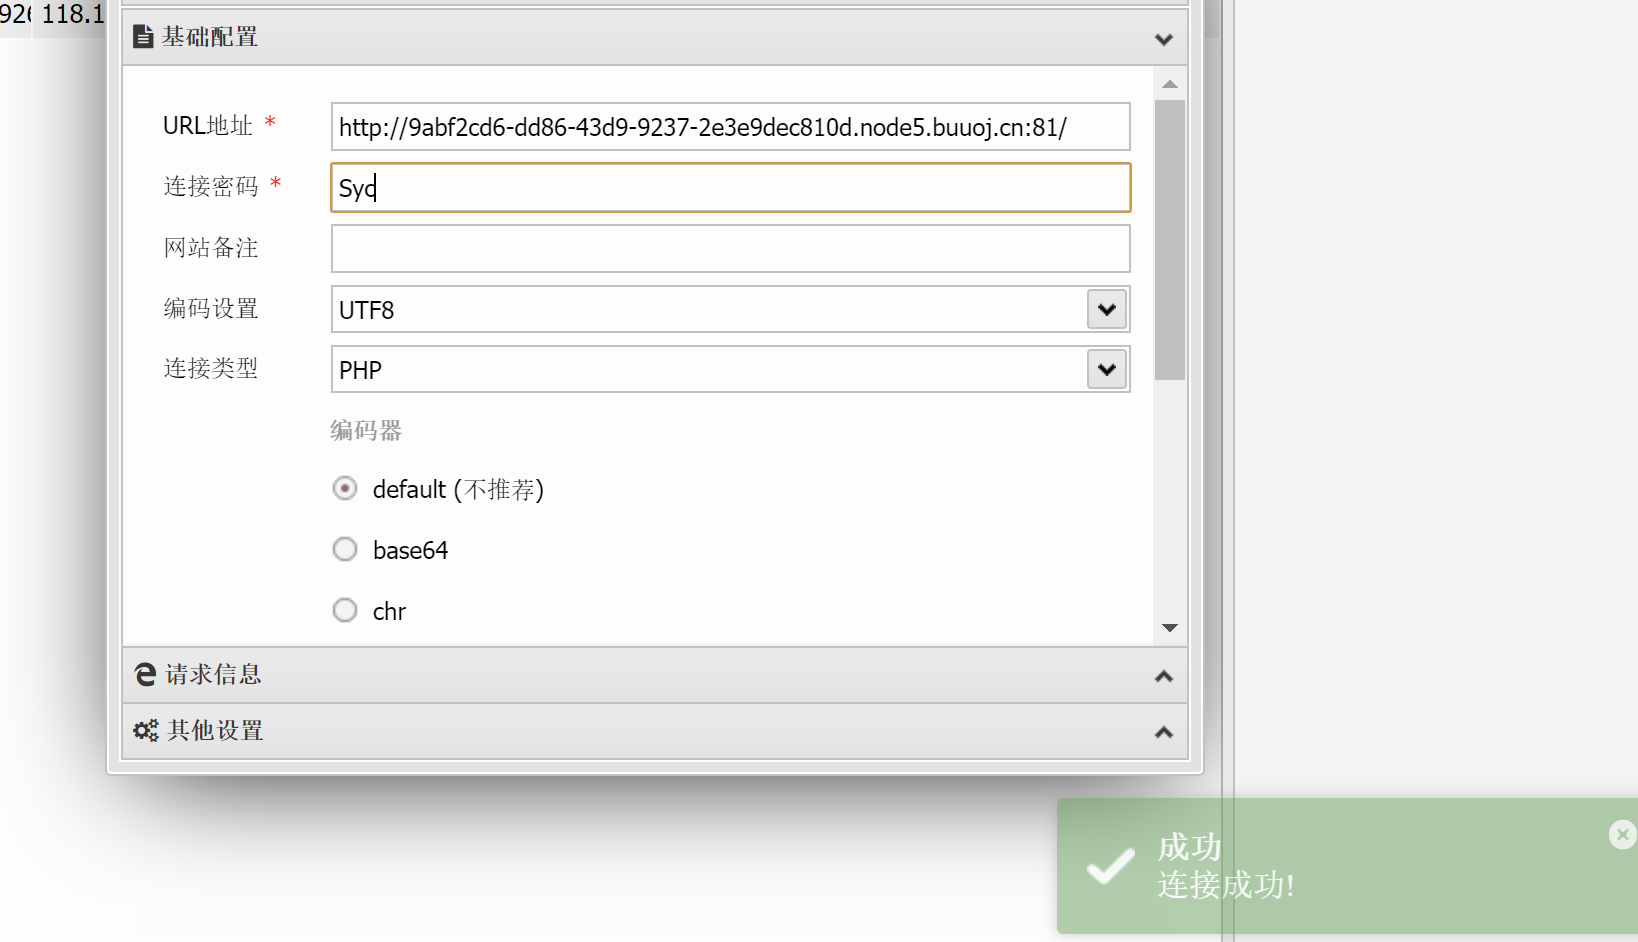 926 118.1
基础配置
URL地址 *
http://9abf2cd6-dd86-43d9-9237-2e3e9dec810d.node5.buuoj.cn:81/
连接密码 *
Syc
网站备注
编码设置
UTF8
连接类型
PHP
编码器
default (不推荐)
base64
chr
请求信息
其他设置
成功
连接成功!